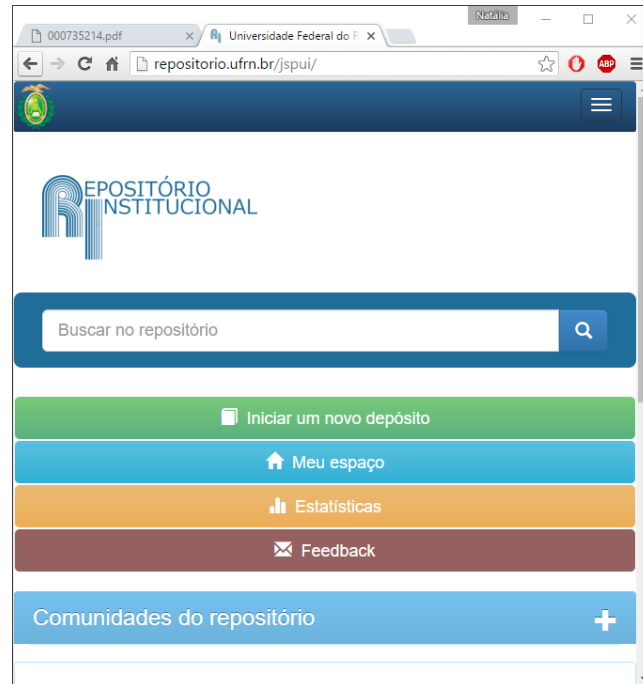 Natália
000735214.pdf
Universidade Federal do R
repositorio.ufrn.br/jspui/
ABP
REPOSITÓRIO
INSTITUCIONAL
Buscar no repositório
Iniciar um novo depósito
Meu espaço
Estatísticas
Feedback
Comunidades do repositório